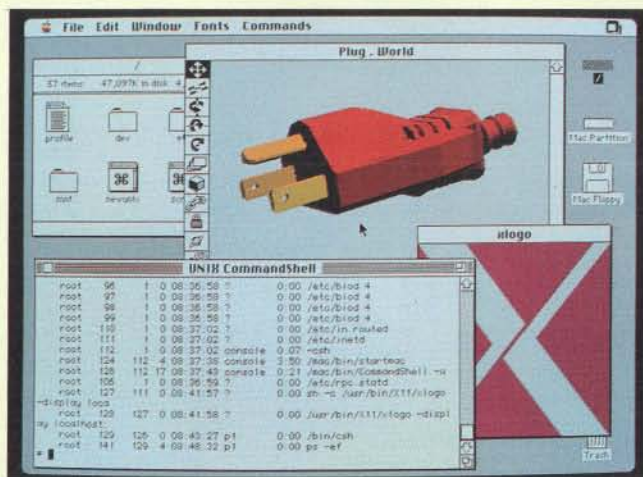 File Edit Window Fonts Commands
Plug . World
/
57 items 47,097K in disk
profile
dev
/
Mac Partition
Mac Floppy
xlogo
UNIX CommandShell
root 96 1 0 08:36:58 ? 0:00 /etc/biod 4
root 97 1 0 08:36:58 ? 0:00 /etc/biod 4
root 98 1 0 08:36:58 ? 0:00 /etc/biod 4
root 99 1 0 08:36:58 ? 0:00 /etc/biod 4
root 110 1 0 08:37:02 ? 0:00 /etc/in.routed
root 111 1 0 08:37:02 ? 0:00 /etc/inetd
root 112 1 0 08:37:02 console 0:07 -csh
root 124 112 4 08:37:38 console 3:50 /mac/bin/startmac
root 126 112 17 08:37:43 console 0:21 /mac/bin/CommandShell -u
root 106 1 0 08:36:59 ? 0:00 /etc/rpc.statd
root 127 111 0 08:41:57 ? 0:00 sh -c /usr/bin/X11/xlogo
-display loca
root 128 127 0 08:41:58 ? 0:00 /usr/bin/X11/xlogo -displ
ay localhost:
root 129 126 0 08:43:27 p1 0:00 /bin/csh
root 141 129 4 08:48:32 p1 0:00 ps -ef
#
Trash